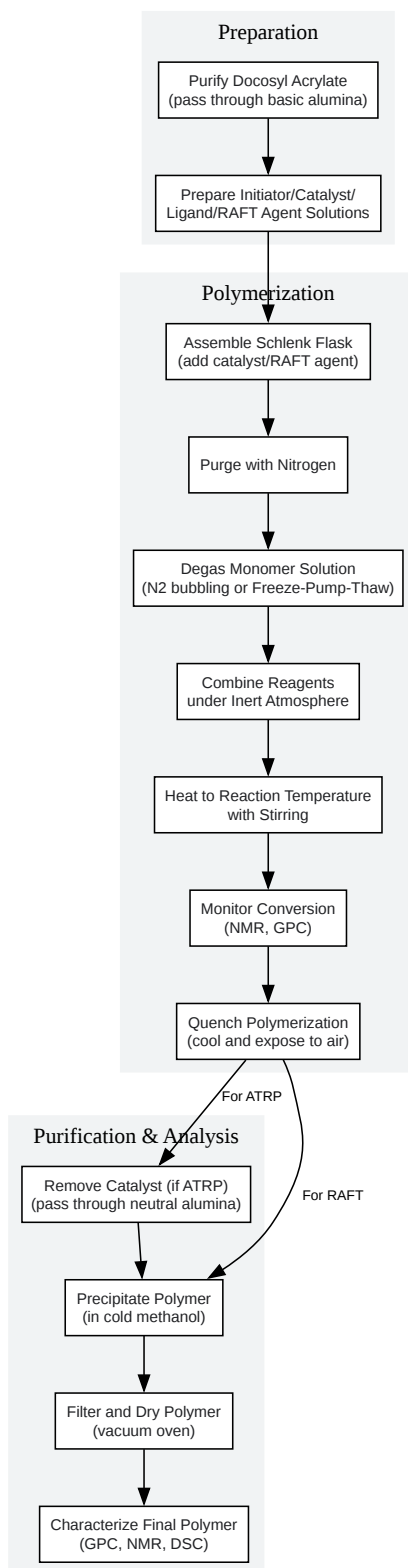 Preparation
Purify Docosyl Acrylate
(pass through basic alumina)
Prepare Initiator/Catalyst/
Ligand/RAFT Agent Solutions
Polymerization
Assemble Schlenk Flask
(add catalyst/RAFT agent)
Purge with Nitrogen
Degas Monomer Solution
(N2 bubbling or Freeze-Pump-Thaw)
Combine Reagents
under Inert Atmosphere
Heat to Reaction Temperature
with Stirring
Monitor Conversion
(NMR, GPC)
Quench Polymerization
(cool and expose to air)
For ATRP
Purification & Analysis
Remove Catalyst (if ATRP)
(pass through neutral alumina)
For RAFT
Precipitate Polymer
(in cold methanol)
Filter and Dry Polymer
(vacuum oven)
Characterize Final Polymer
(GPC, NMR, DSC)